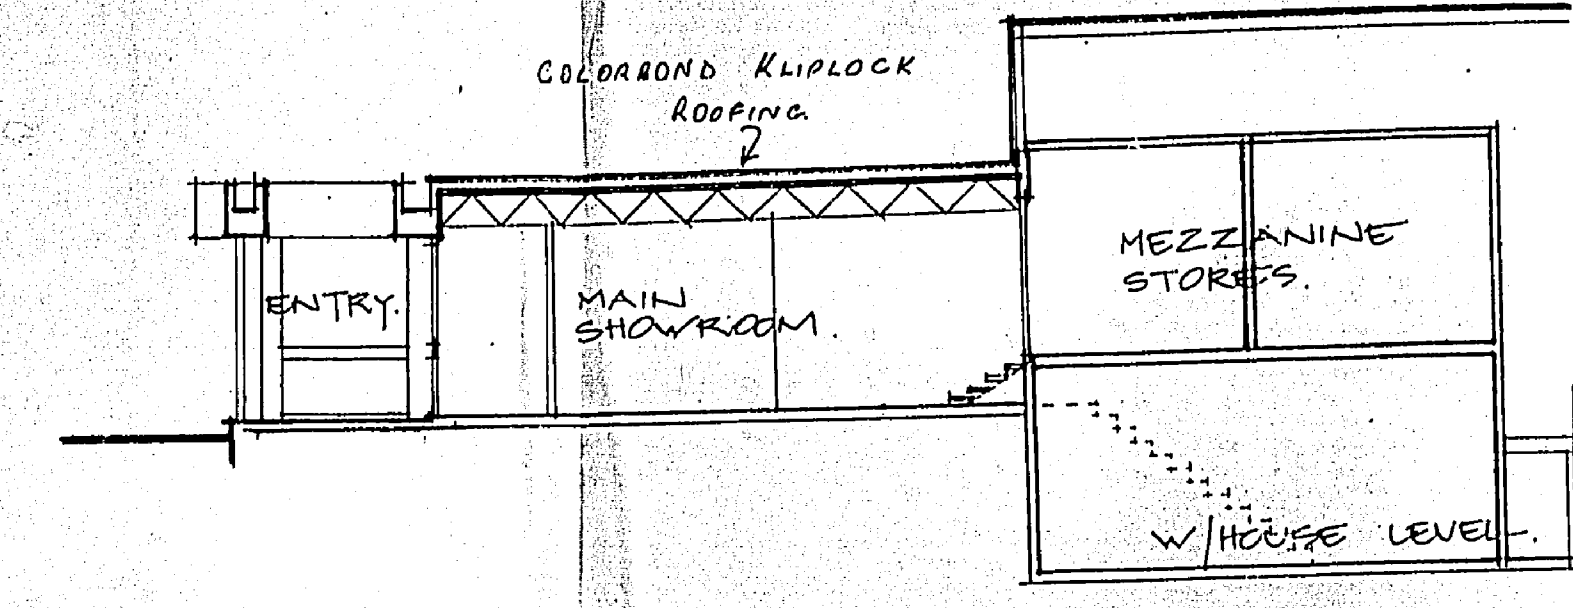 COLORBOND KLIPLOCK
ROOFING
ENTRY.
MAIN
SHOWROOM.
MEZZANINE
STORES.
W/HOUSE LEVEL.